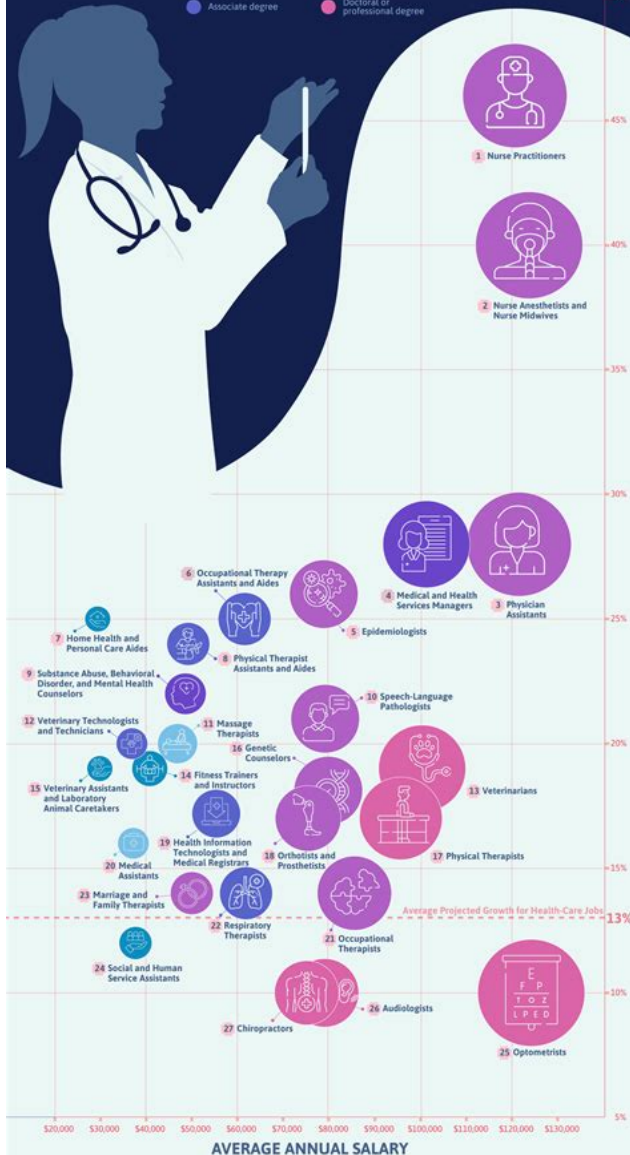 Associate degree
Doctoral or
professional degree
45%
1 Nurse Practitioners
40%
2 Nurse Anesthetists and
Nurse Midwives
35%
30%
6 Occupational Therapy
Assistants and Aides
4 Medical and Health
Services Managers
3 Physician
Assistants
25%
7 Home Health and
Personal Care Aides
5 Epidemiologists
8 Physical Therapist
Assistants and Aides
9 Substance Abuse, Behavioral
Disorder, and Mental Health
Counselors
10 Speech-Language
Pathologists
12 Veterinary Technologists
and Technicians
11 Massage
Therapists
20%
16 Genetic
Counselors
14 Fitness Trainers
and Instructors
15 Veterinary Assistants
and Laboratory
Animal Caretakers
13 Veterinarians
19 Health Information
Technologists and
Medical Registrars
18 Orthotists and
Prosthetists
17 Physical Therapists
20 Medical
Assistants
15%
23 Marriage and
Family Therapists
Average Projected Growth for Health-Care Jobs
13%
22 Respiratory
Therapists
21 Occupational
Therapists
24 Social and Human
Service Assistants
E
F P
T O Z
L P E D
10%
26 Audiologists
27 Chiropractors
25 Optometrists
5%
$20,000 $30,000 $40,000 $50,000 $60,000 $70,000 $80,000 $90,000 $100,000 $110,000 $120,000 $130,000
AVERAGE ANNUAL SALARY